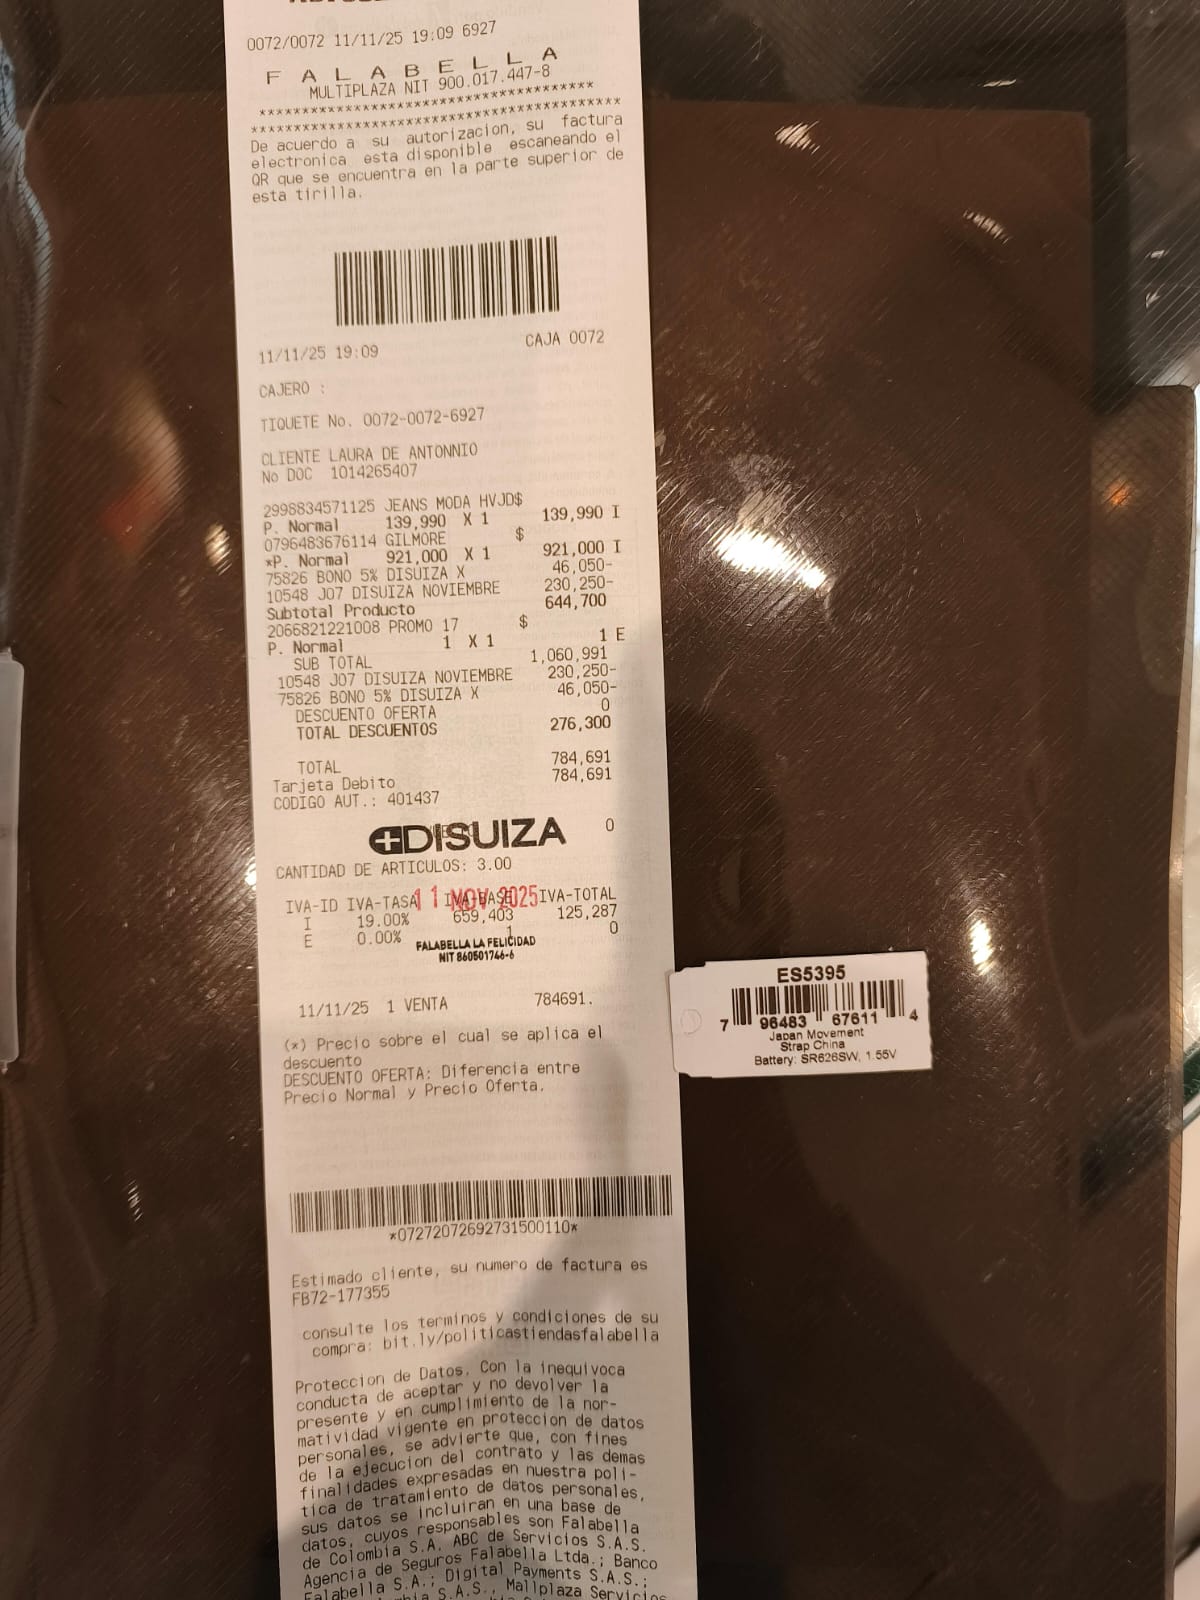 0072/0072 11/11/25 19:09 6927
F A L A B E L L A
MULTIPLAZA NIT 900.017.447-8
****************************************
********************************************
De acuerdo a su autorizacion, su factura
electronica esta disponible escaneando el
QR que se encuentra en la parte superior de
esta tirilla.
11/11/25 19:09 CAJA 0072
CAJERO :
TIQUETE No. 0072-0072-6927
CLIENTE LAURA DE ANTONNIO
No DOC 1014265407
2998834571125 JEANS MODA HVJD$
P. Normal 139,990 X 1 139,990 I
0796483676114 GILMORE $
*P. Normal 921,000 X 1 921,000 I
75826 BONO 5% DISUIZA X 46,050-
10548 J07 DISUIZA NOVIEMBRE 230,250-
Subtotal Producto 644,700
2066821221008 PROMO 17 $
P. Normal 1 X 1 1 E
SUB TOTAL 1,060,991
10548 J07 DISUIZA NOVIEMBRE 230,250-
75826 BONO 5% DISUIZA X 46,050-
DESCUENTO OFERTA 0
TOTAL DESCUENTOS 276,300
TOTAL 784,691
Tarjeta Debito 784,691
CODIGO AUT.: 401437
DISUIZA 0
CANTIDAD DE ARTICULOS: 3.00
11 NOV 2025
IVA-ID IVA-TASA IVA-BASE IVA-TOTAL
I 19.00% 659,403 125,287
E 0.00% 1 0
FALABELLA LA FELICIDAD
NIT 860501746-6
11/11/25 1 VENTA 784691.
(*) Precio sobre el cual se aplica el
descuento
DESCUENTO OFERTA: Diferencia entre
Precio Normal y Precio Oferta.
*07272072692731500110*
Estimado cliente, su numero de factura es
FB72-177355
consulte los terminos y condiciones de su
compra: bit.ly/politicastiendasfalabella
Proteccion de Datos, Con la inequivoca
conducta de aceptar y no devolver la
presente y en cumplimiento de la nor-
matividad vigente en proteccion de datos
personales, se advierte que, con fines
de la ejecucion del contrato y las demas
finalidades expresadas en nuestra poli-
tica de tratamiento de datos personales,
sus datos se incluiran en una base de
datos, cuyos responsables son Falabella
de Colombia S.A. ABC de Servicios S.A.S.
Agencia de Seguros Falabella Ltda.; Banco
Falabella S.A.; Digital Payments S.A.S.;
S.A.S., Mallplaza Servicios
ES5395
7 96483 67611 4
Japan Movement
Strap China
Battery: SR626SW, 1.55V